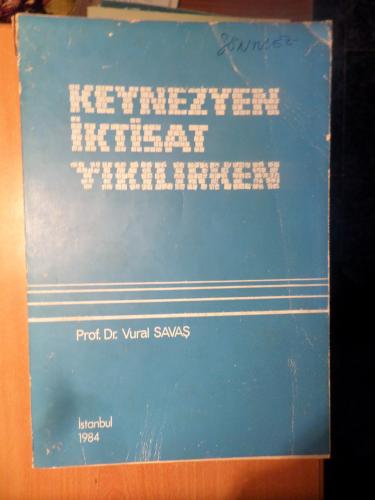 KEYNEZYEN
İKTİSAT
YIKILIRKEN
Prof. Dr. Vural SAVAŞ
İstanbul
1984